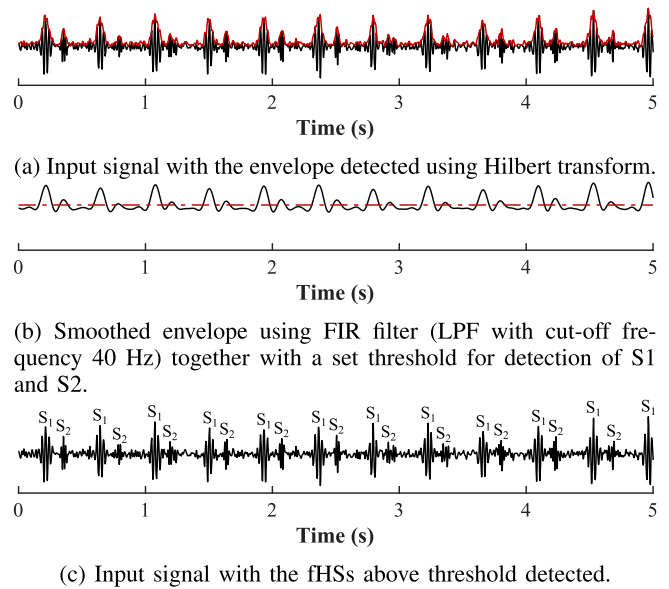 0 1 2 3 4 5
Time (s)
(a) Input signal with the envelope detected using Hilbert transform.
0 1 2 3 4 5
Time (s)
(b) Smoothed envelope using FIR filter (LPF with cut-off fre-
quency 40 Hz) together with a set threshold for detection of S1
and S2.
S1 S2 S1 S2 S1 S2 S1 S2 S1 S2 S1 S2 S1 S2 S1 S2 S1 S2 S1 S2 S1 S2 S1
0 1 2 3 4 5
Time (s)
(c) Input signal with the fHSs above threshold detected.